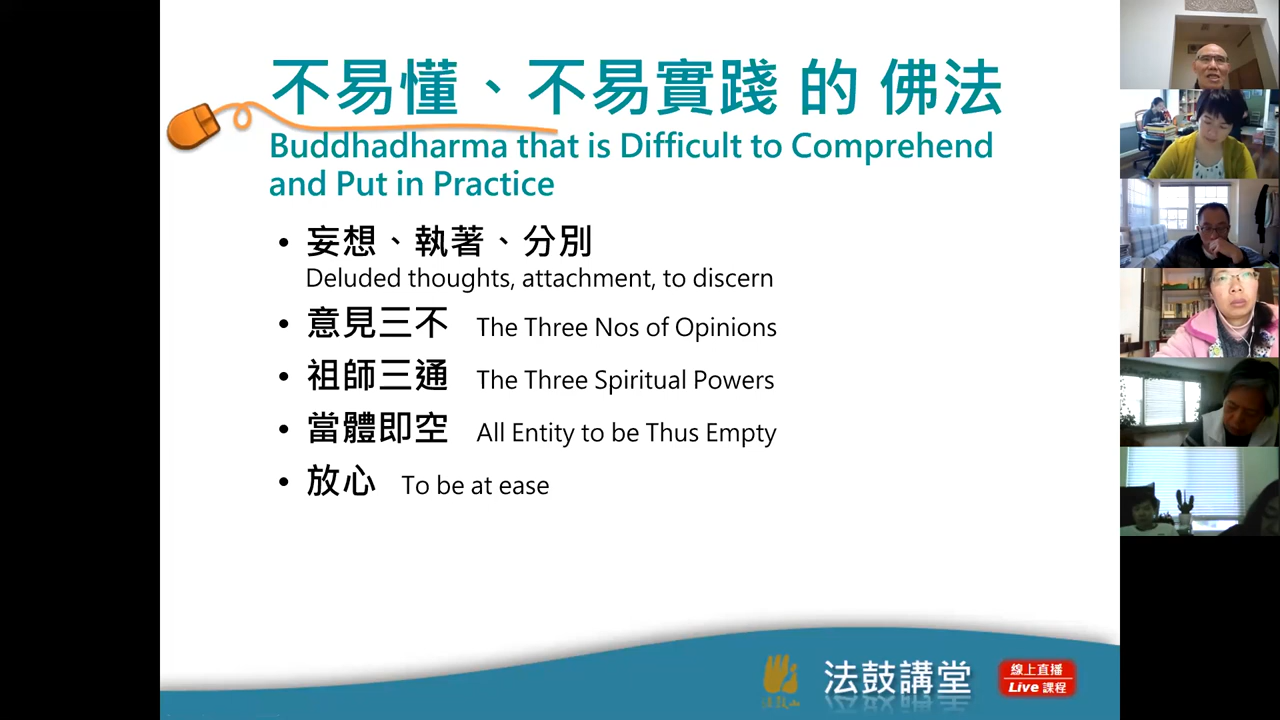 不易懂、不易實踐 的 佛法
Buddhadharma that is Difficult to Comprehend
and Put in Practice
• 妄想、執著、分別
Deluded thoughts, attachment, to discern
• 意見三不 The Three Nos of Opinions
• 祖師三通 The Three Spiritual Powers
• 當體即空 All Entity to be Thus Empty
• 放心 To be at ease
法鼓山
法鼓講堂
線上直播
Live 課程